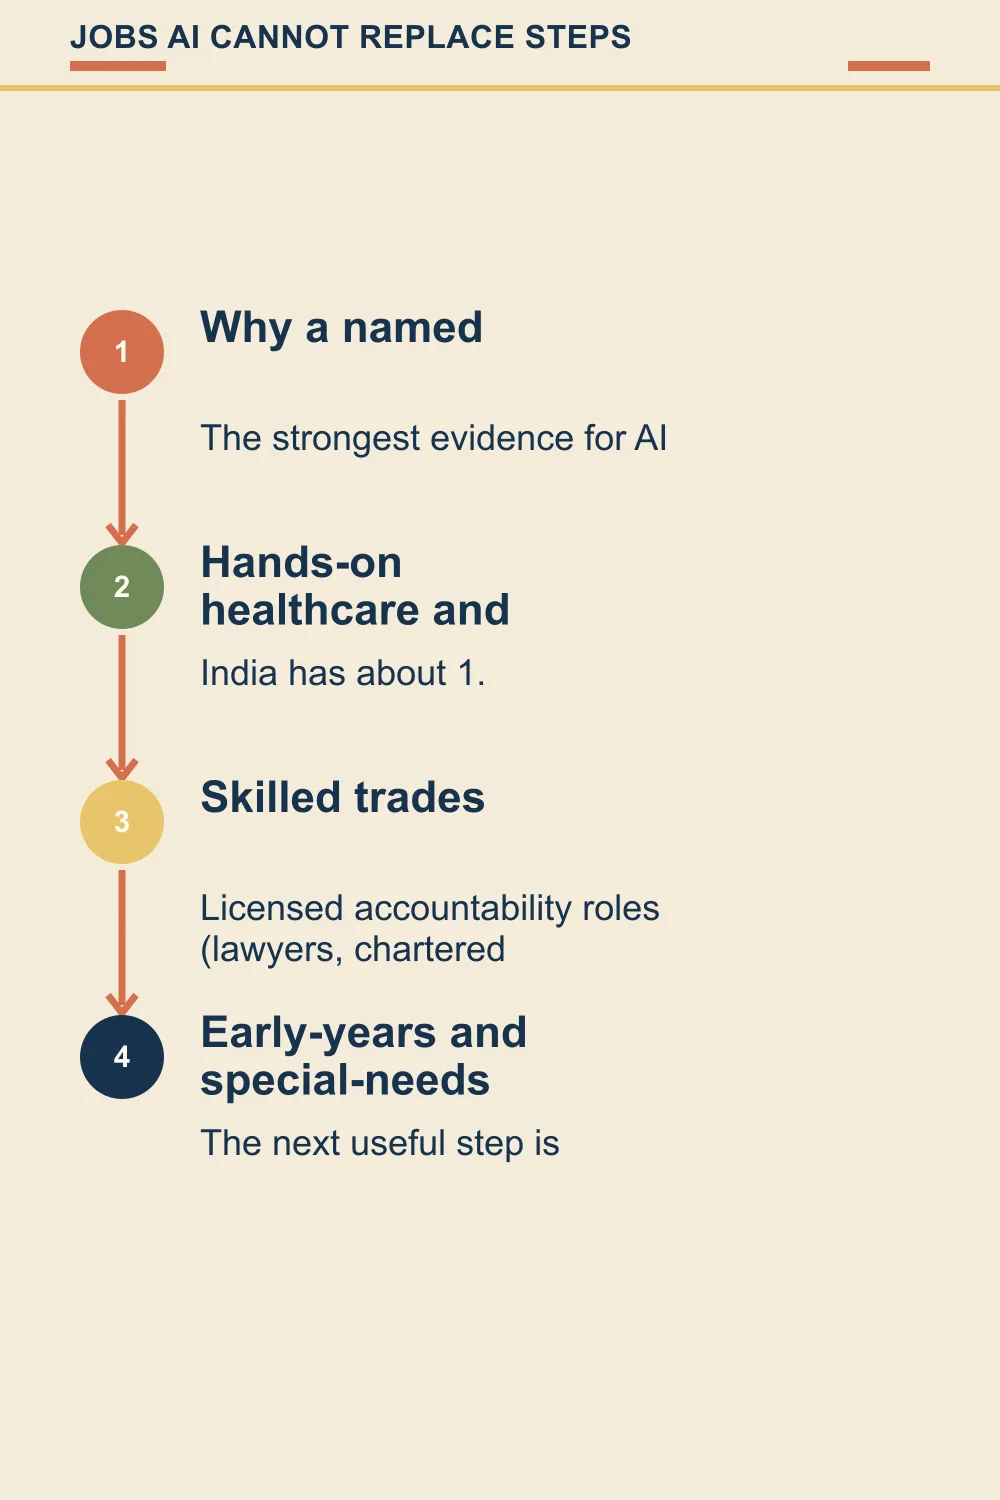 JOBS AI CANNOT REPLACE STEPS
1
Why a named
The strongest evidence for AI
2
Hands-on
healthcare and
India has about 1.
3
Skilled trades
Licensed accountability roles
(lawyers, chartered
4
Early-years and
special-needs
The next useful step is